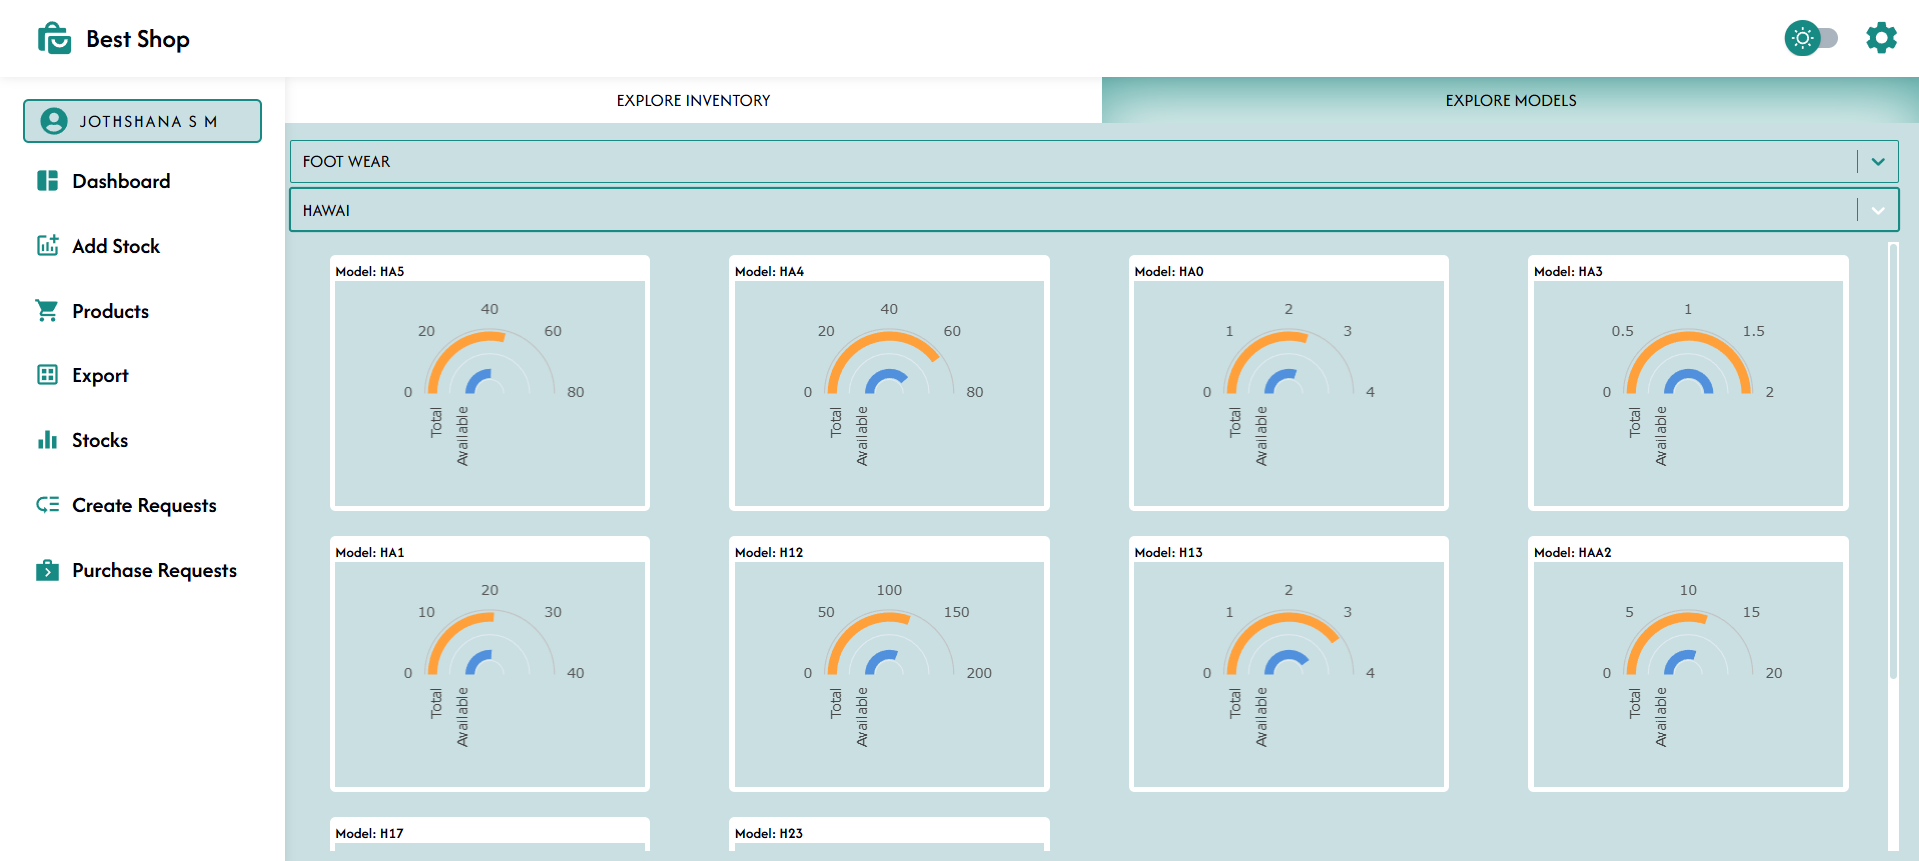 Best Shop
JOTHSHANA S M
Dashboard
Add Stock
Products
Export
Stocks
Create Requests
Purchase Requests
EXPLORE INVENTORY
EXPLORE MODELS
FOOT WEAR
HAWAI
Model: HA5
0
20
40
60
80
Total
Available
Model: HA4
0
20
40
60
80
Total
Available
Model: HA0
0
1
2
3
4
Total
Available
Model: HA3
0
0.5
1
1.5
2
Total
Available
Model: HA1
0
10
20
30
40
Total
Available
Model: H12
0
50
100
150
200
Total
Available
Model: H13
0
1
2
3
4
Total
Available
Model: HAA2
0
5
10
15
20
Total
Available
Model: H17
Model: H23